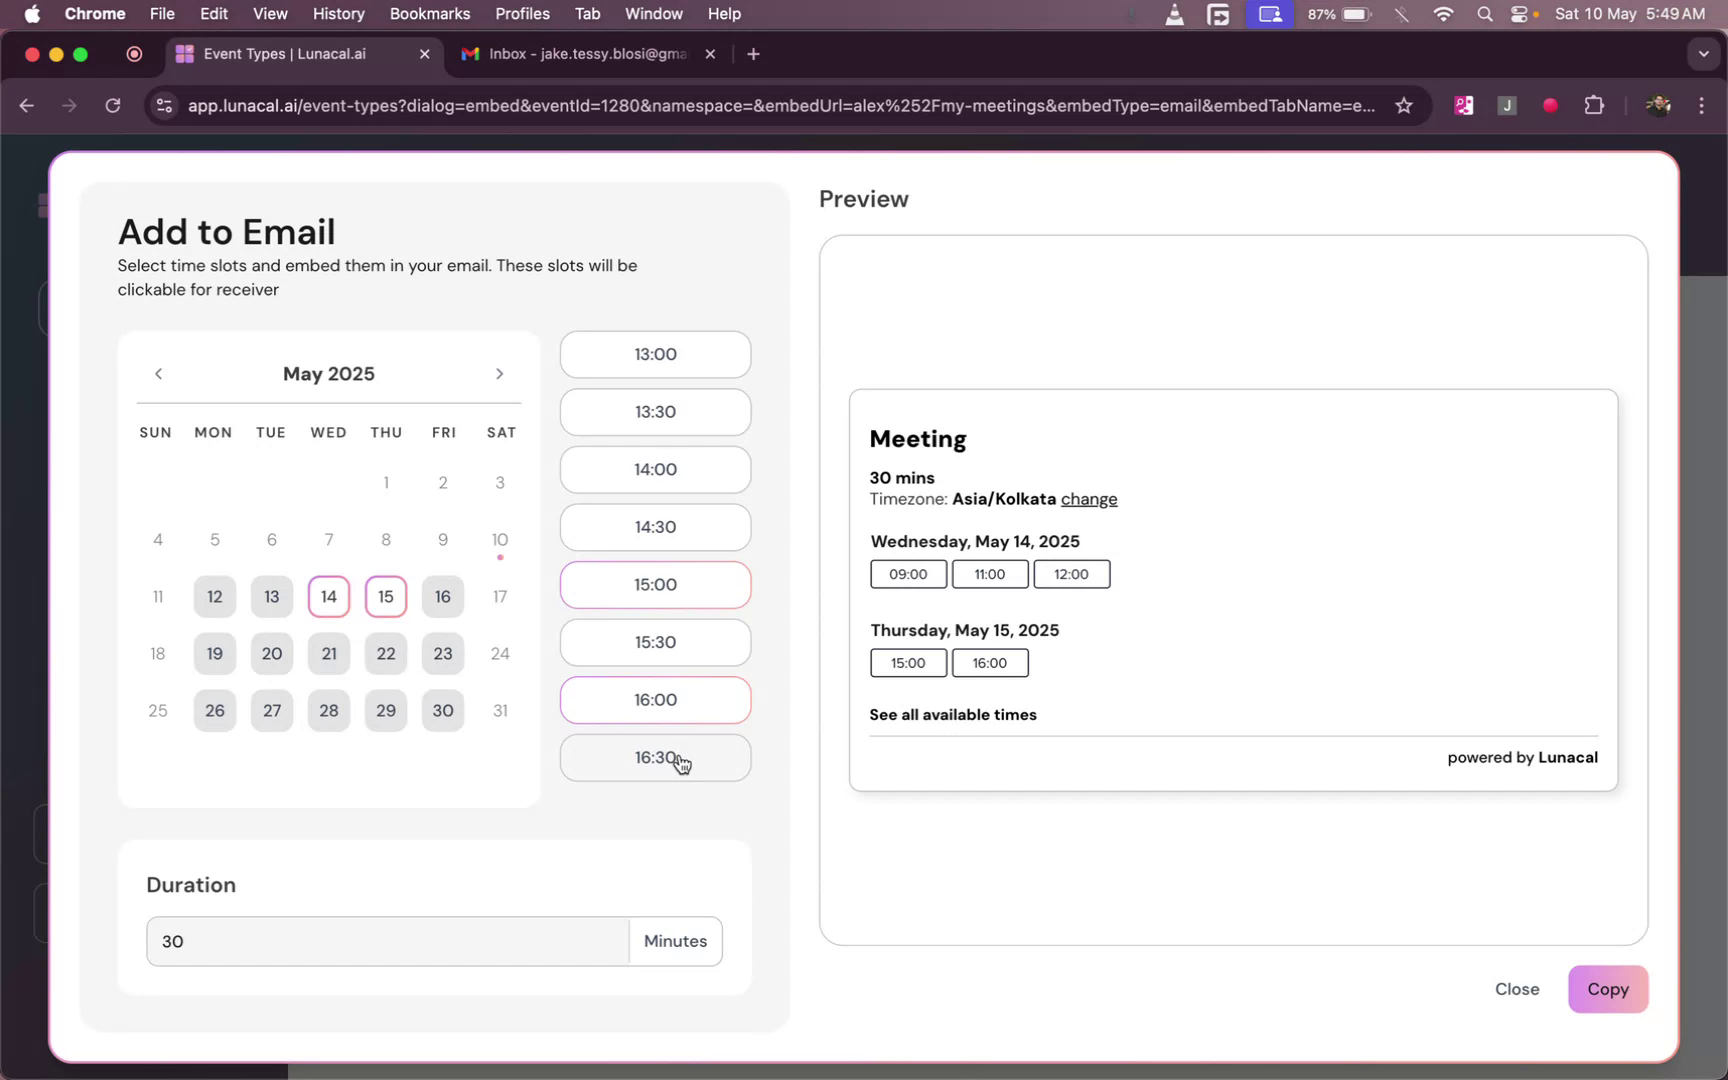 Chrome File Edit View History Bookmarks Profiles Tab Window Help 87% Sat 10 May 5:49 AM
Event Types | Lunacal.ai Inbox - jake.tessy.blosi@gma
app.lunacal.ai/event-types?dialog=embed&eventId=1280&namespace=&embedUrl=alex%252Fmy-meetings&embedType=email&embedTabName=e... J
Add to Email
Select time slots and embed them in your email. These slots will be
clickable for receiver
May 2025
SUN MON TUE WED THU FRI SAT
1 2 3
4 5 6 7 8 9 10
11 12 13 14 15 16 17
18 19 20 21 22 23 24
25 26 27 28 29 30 31
13:00
13:30
14:00
14:30
15:00
15:30
16:00
16:30
Duration
30 Minutes
Preview
Meeting
30 mins
Timezone: Asia/Kolkata change
Wednesday, May 14, 2025
09:00 11:00 12:00
Thursday, May 15, 2025
15:00 16:00
See all available times
powered by Lunacal
Close Copy